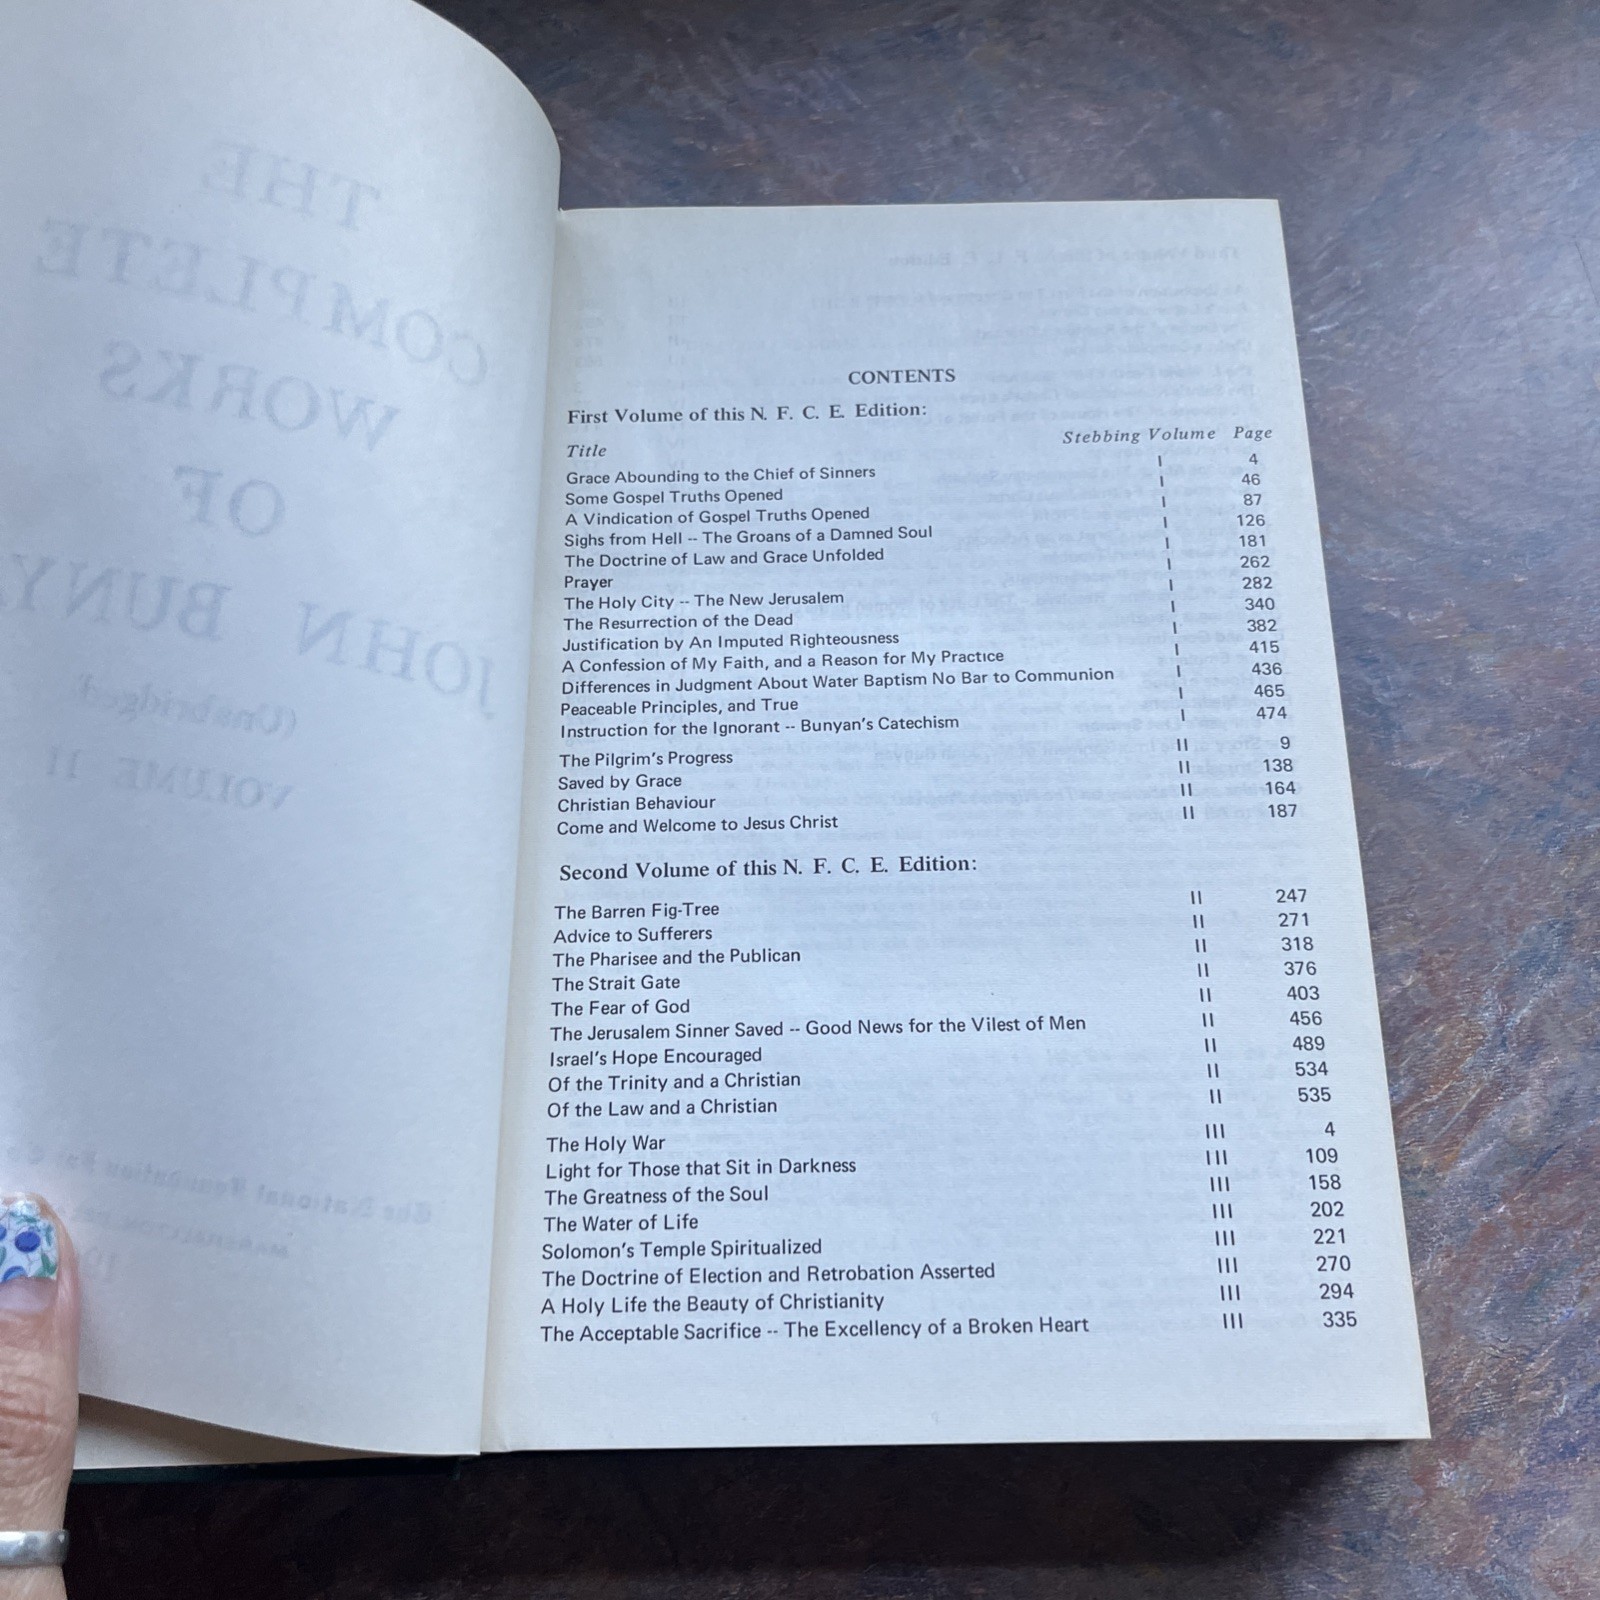 THE
COMPLETE
WORKS
OF
JOHN BUNY
(Unabridged
VOLUME II
CONTENTS
First Volume of this N. F. C. E. Edition:
Title Stebbing Volume Page
Grace Abounding to the Chief of Sinners I 4
Some Gospel Truths Opened I 46
A Vindication of Gospel Truths Opened I 87
Sighs from Hell -- The Groans of a Damned Soul I 126
The Doctrine of Law and Grace Unfolded I 181
Prayer I 262
The Holy City -- The New Jerusalem I 282
The Resurrection of the Dead I 340
Justification by An Imputed Righteousness I 382
A Confession of My Faith, and a Reason for My Practice I 415
Differences in Judgment About Water Baptism No Bar to Communion I 436
Peaceable Principles, and True I 465
Instruction for the Ignorant -- Bunyan's Catechism I 474
The Pilgrim's Progress II 9
Saved by Grace II 138
Christian Behaviour II 164
Come and Welcome to Jesus Christ II 187
Second Volume of this N. F. C. E. Edition:
The Barren Fig-Tree II 247
Advice to Sufferers II 271
The Pharisee and the Publican II 318
The Strait Gate II 376
The Fear of God II 403
The Jerusalem Sinner Saved -- Good News for the Vilest of Men II 456
Israel's Hope Encouraged II 489
Of the Trinity and a Christian II 534
Of the Law and a Christian II 535
The Holy War III 4
Light for Those that Sit in Darkness III 109
The Greatness of the Soul III 158
The Water of Life III 202
Solomon's Temple Spiritualized III 221
The Doctrine of Election and Retrobation Asserted III 270
A Holy Life the Beauty of Christianity III 294
The Acceptable Sacrifice -- The Excellency of a Broken Heart III 335